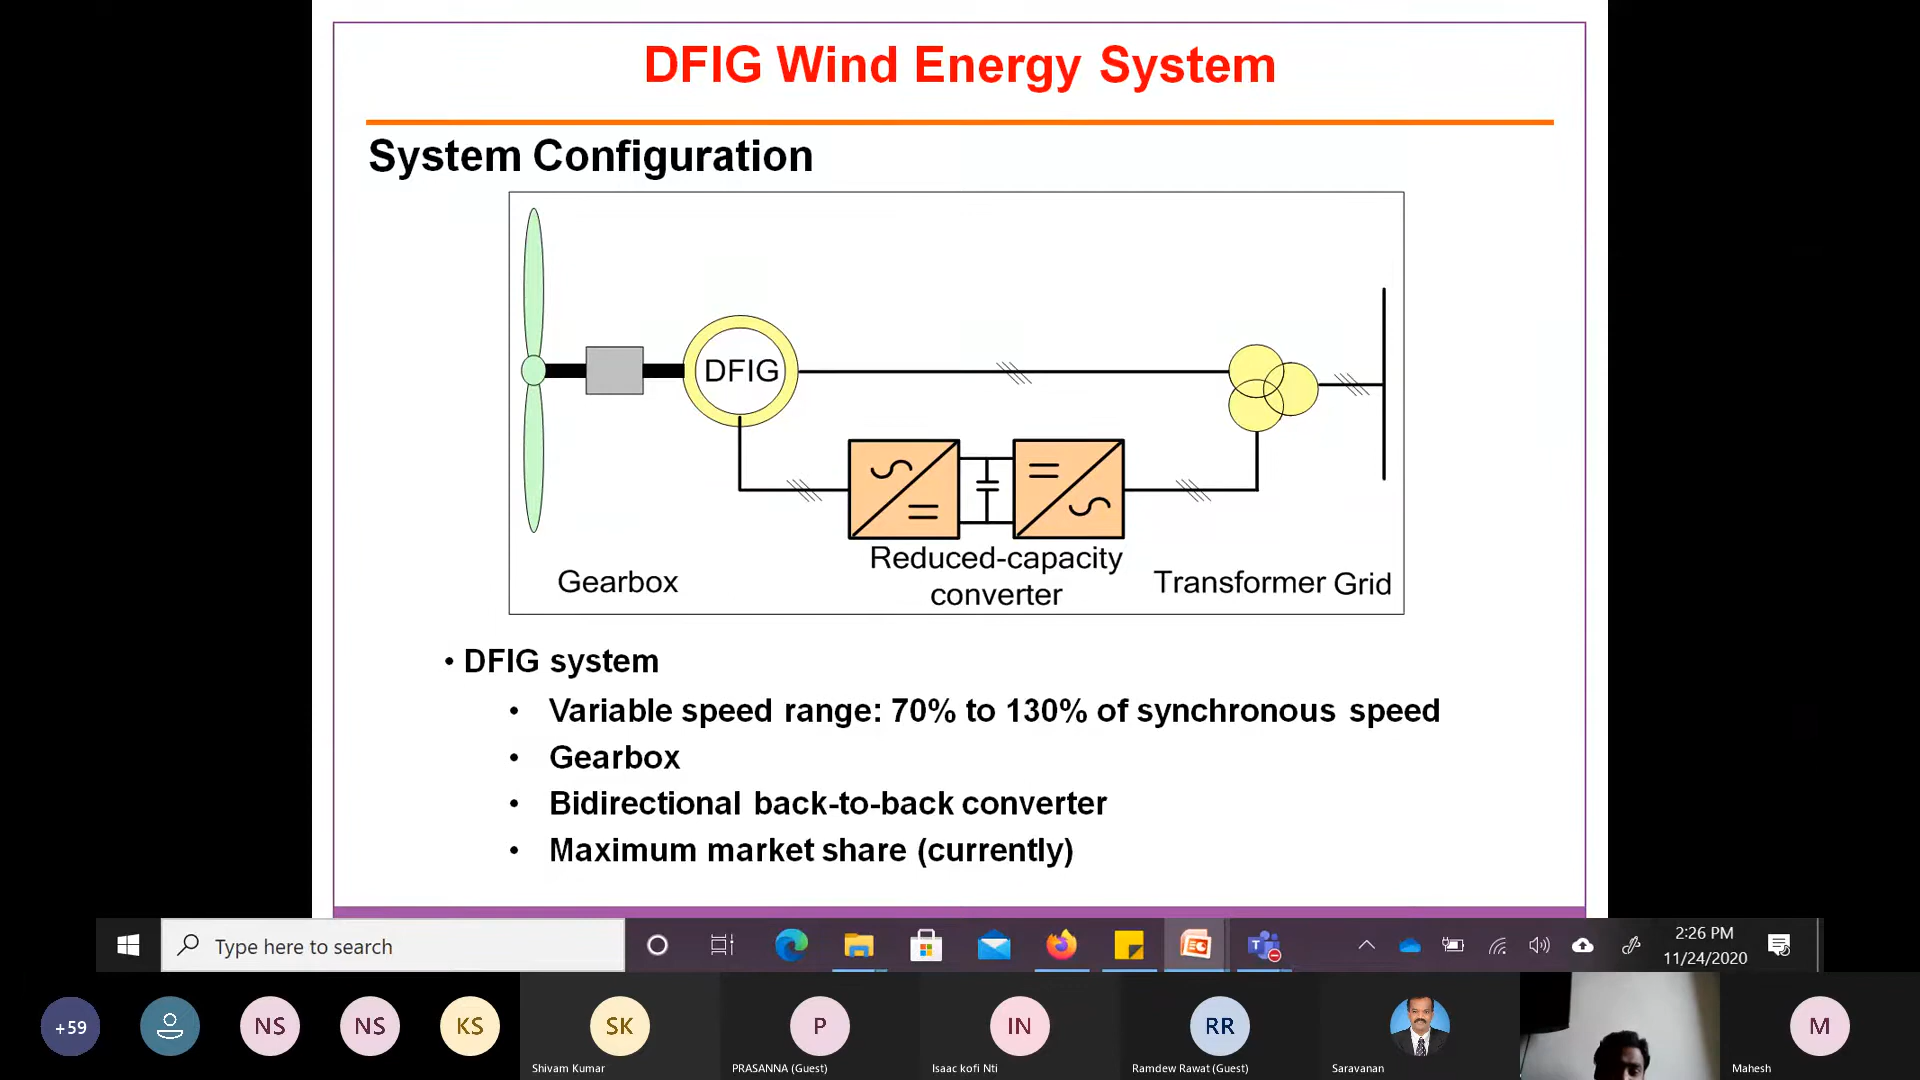 DFIG Wind Energy System
System Configuration
DFIG
Reduced-capacity
converter
Gearbox
Transformer Grid
• DFIG system
• Variable speed range: 70% to 130% of synchronous speed
• Gearbox
• Bidirectional back-to-back converter
• Maximum market share (currently)
Type here to search
2:26 PM
11/24/2020
+59
NS
NS
KS
SK
P
IN
RR
M
Shivam Kumar
PRASANNA (Guest)
Isaac kofi Nti
Ramdew Rawat (Guest)
Saravanan
Mahesh